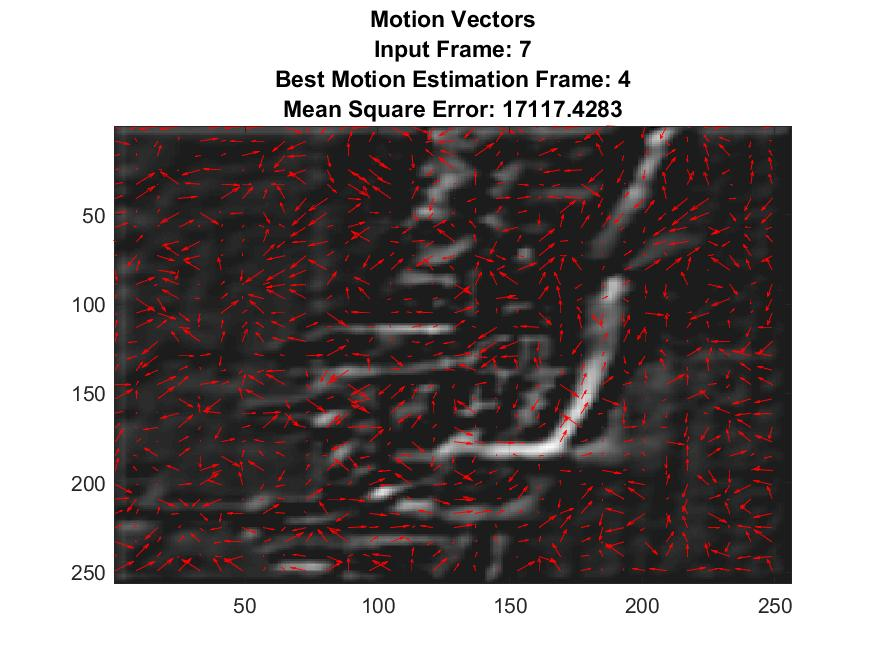 Motion Vectors
Input Frame: 7
Best Motion Estimation Frame: 4
Mean Square Error: 17117.4283
50
100
150
200
250
50 100 150 200 250